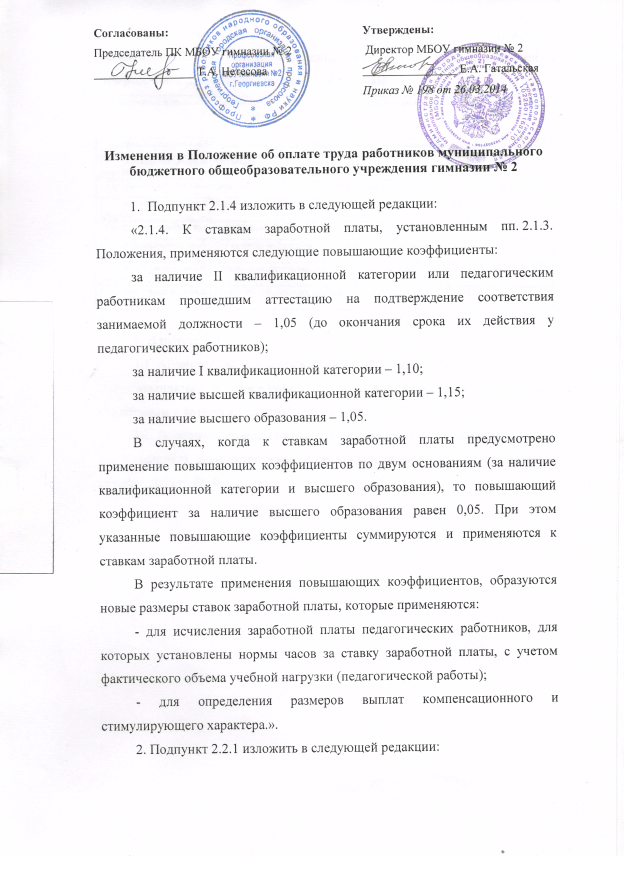 Согласованы:
Председатель ПК МБОУ гимназии № 2
Т.А. Нетесова
Утверждены:
Директор МБОУ гимназии № 2
Е.А. Гатальская
Приказ № 198 от 26.03.2014
организация
г.Георгиевска
Изменения в Положение об оплате труда работников муниципального
бюджетного общеобразовательного учреждения гимназии № 2
1. Подпункт 2.1.4 изложить в следующей редакции:
«2.1.4. К ставкам заработной платы, установленным пп. 2.1.3.
Положения, применяются следующие повышающие коэффициенты:
за наличие II квалификационной категории или педагогическим
работникам прошедшим аттестацию на подтверждение соответствия
занимаемой должности – 1,05 (до окончания срока их действия у
педагогических работников);
за наличие I квалификационной категории – 1,10;
за наличие высшей квалификационной категории – 1,15;
за наличие высшего образования – 1,05.
В случаях, когда к ставкам заработной платы предусмотрено
применение повышающих коэффициентов по двум основаниям (за наличие
квалификационной категории и высшего образования), то повышающий
коэффициент за наличие высшего образования равен 0,05. При этом
указанные повышающие коэффициенты суммируются и применяются к
ставкам заработной платы.
В результате применения повышающих коэффициентов, образуются
новые размеры ставок заработной платы, которые применяются:
- для исчисления заработной платы педагогических работников, для
которых установлены нормы часов за ставку заработной платы, с учетом
фактического объема учебной нагрузки (педагогической работы);
- для определения размеров выплат компенсационного и
стимулирующего характера.».
2. Подпункт 2.2.1 изложить в следующей редакции: